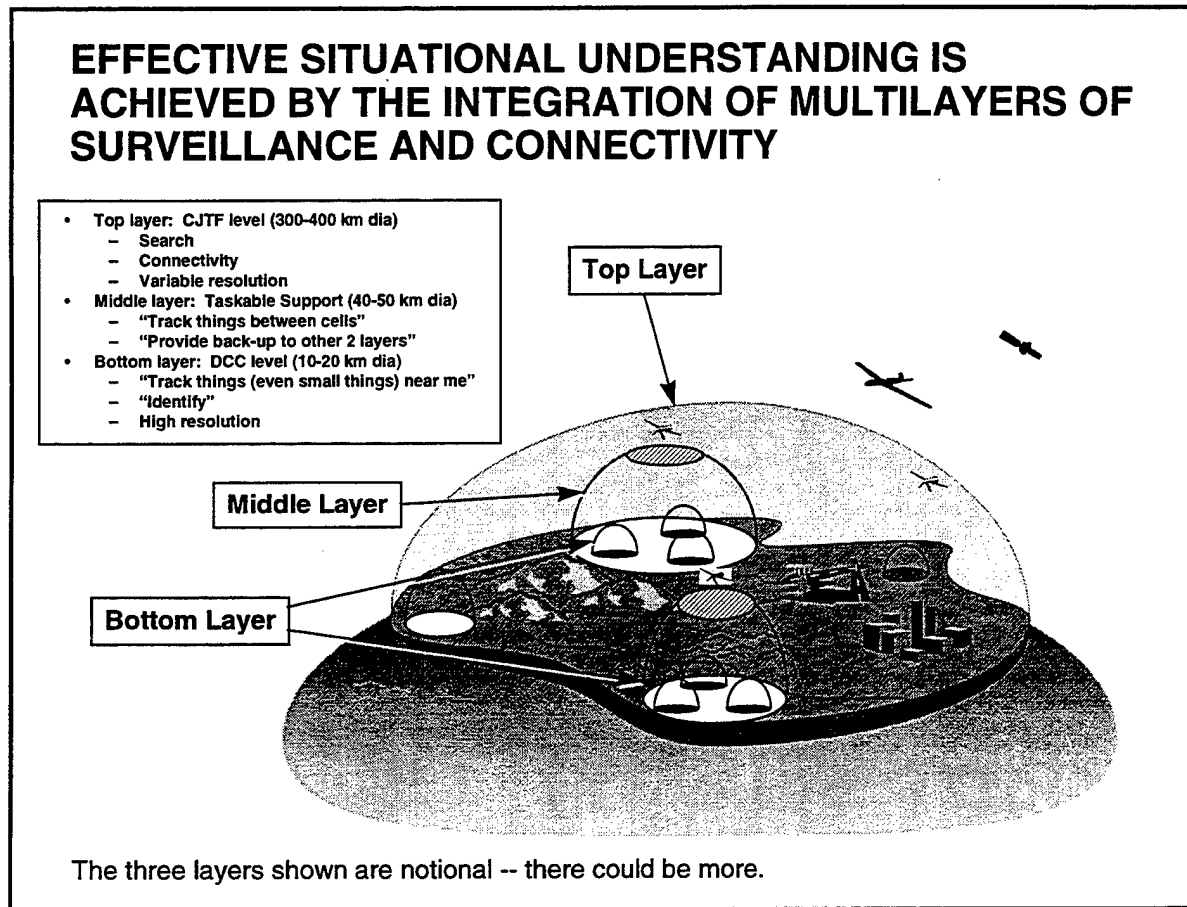 EFFECTIVE SITUATIONAL UNDERSTANDING IS
ACHIEVED BY THE INTEGRATION OF MULTILAYERS OF
SURVEILLANCE AND CONNECTIVITY
• Top layer: CJTF level (300-400 km dia)
– Search
– Connectivity
– Variable resolution
• Middle layer: Taskable Support (40-50 km dia)
– “Track things between cells”
– “Provide back-up to other 2 layers”
• Bottom layer: DCC level (10-20 km dia)
– “Track things (even small things) near me”
– “Identify”
– High resolution
Top Layer
Middle Layer
Bottom Layer
The three layers shown are notional -- there could be more.